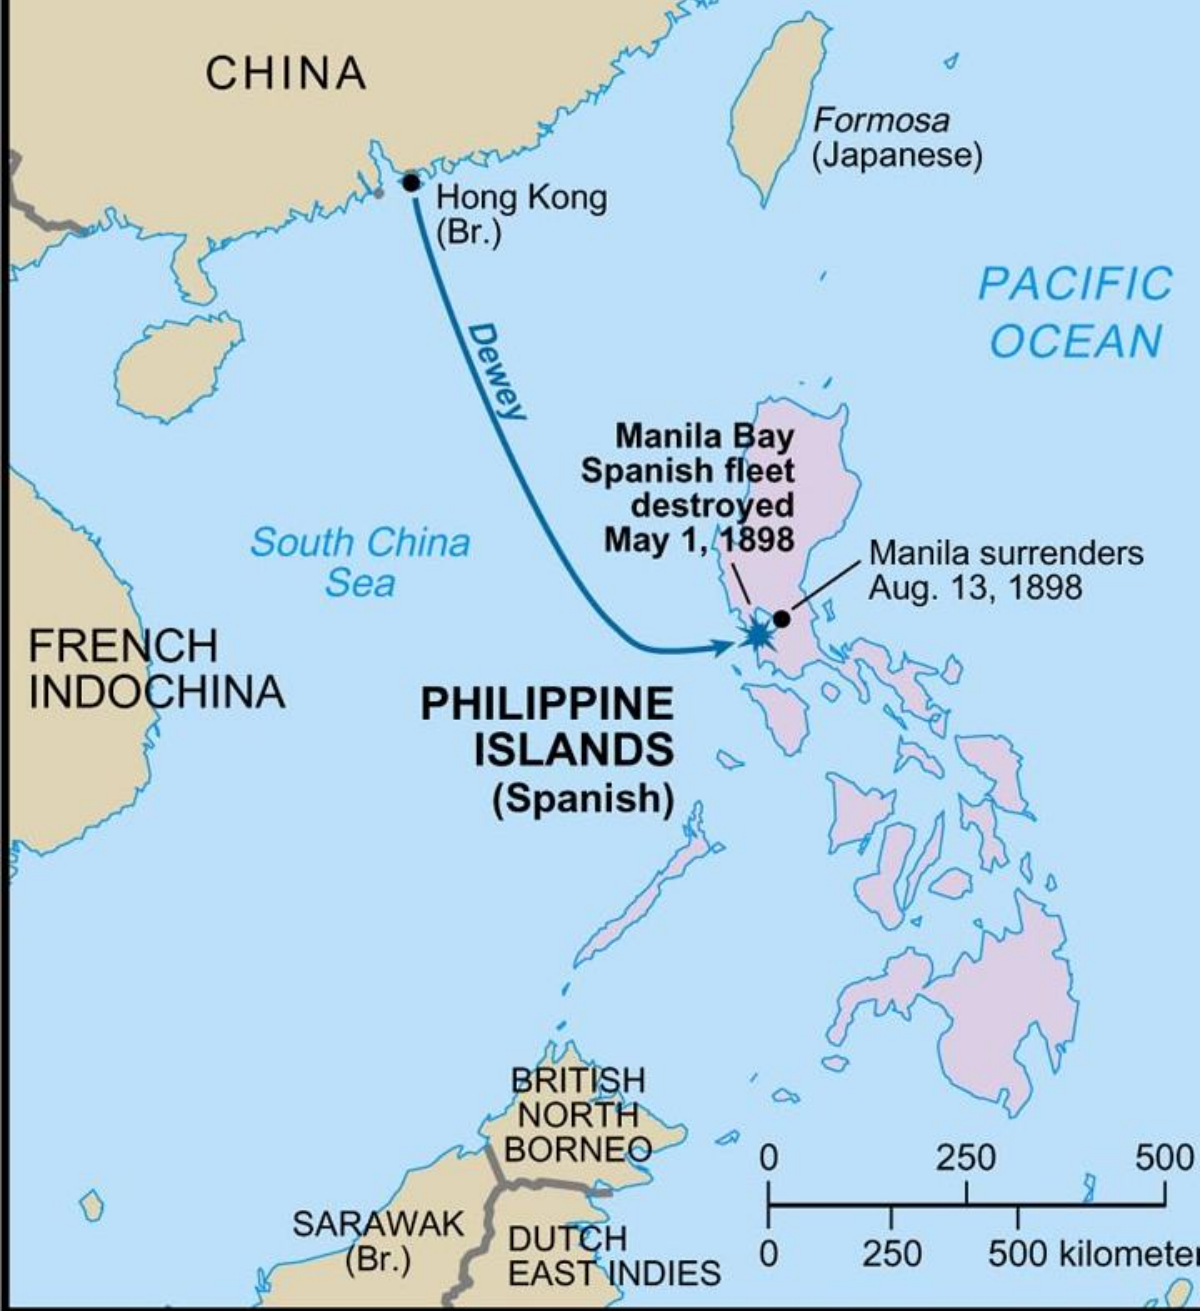 CHINA
Formosa
(Japanese)
Hong Kong
(Br.)
PACIFIC
OCEAN
Dewey
Manila Bay
Spanish fleet
destroyed
May 1, 1898
South China
Sea
Manila surrenders
Aug. 13, 1898
FRENCH
INDOCHINA
PHILIPPINE
ISLANDS
(Spanish)
BRITISH
NORTH
BORNEO
0 250 500
SARAWAK
(Br.)
DUTCH
EAST INDIES
0 250 500 kilometer